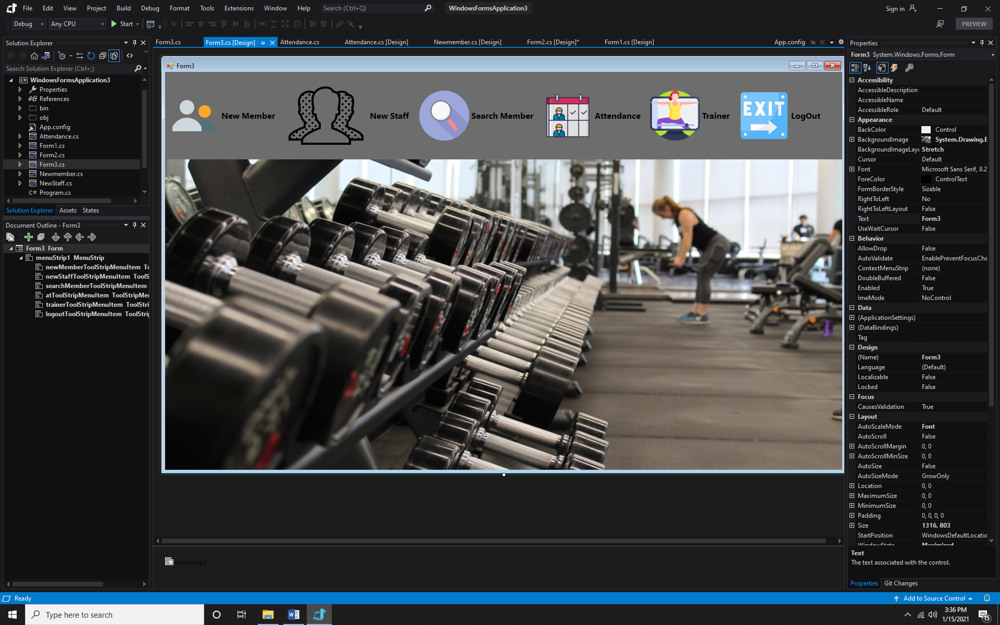 File Edit View Project Build Debug Format Tools Extensions Window Help Search (Ctrl+Q) WindowsFormsApplication3 Sign in
Debug Any CPU Start PREVIEW
Solution Explorer
Search Solution Explorer (Ctrl+;)
WindowsFormsApplication3
Properties
References
bin
obj
App.config
Attendance.cs
Form1.cs
Form2.cs
Form3.cs
Newmember.cs
NewStaff.cs
C# Program.cs
Solution Explorer Assets States
Document Outline - Form3
Form3 Form
menuStrip1 MenuStrip
newMemberToolStripMenuItem To
newStaffToolStripMenuItem ToolS
searchMemberToolStripMenuItem
atToolStripMenuItem ToolStripMe
trainerToolStripMenuItem ToolStri
logoutToolStripMenuItem ToolStrip
Form3.cs Form3.cs [Design] Attendance.cs Attendance.cs [Design] Newmember.cs [Design] Form2.cs [Design]* Form1.cs [Design] App.config
Form3
New Member New Staff Search Member Attendance Trainer EXIT LogOut
menuStrip1
Properties
Form3 System.Windows.Forms.Form
Accessibility
AccessibleDescription
AccessibleName
AccessibleRole Default
Appearance
BackColor Control
BackgroundImage System.Drawing.B
BackgroundImageLayo Stretch
Cursor Default
Font Microsoft Sans Serif, 8.2
ForeColor ControlText
FormBorderStyle Sizable
RightToLeft No
RightToLeftLayout False
Text Form3
UseWaitCursor False
Behavior
AllowDrop False
AutoValidate EnablePreventFocusCha
ContextMenuStrip (none)
DoubleBuffered False
Enabled True
ImeMode NoControl
Data
(ApplicationSettings)
(DataBindings)
Tag
Design
(Name) Form3
Language (Default)
Localizable False
Locked False
Focus
CausesValidation True
Layout
AutoScaleMode Font
AutoScroll False
AutoScrollMargin 0, 0
AutoScrollMinSize 0, 0
AutoSize False
AutoSizeMode GrowOnly
Location 0, 0
MaximumSize 0, 0
MinimumSize 0, 0
Padding 0, 0, 0, 0
Size 1316, 803
StartPosition WindowsDefaultLocatio
WindowState Maximized
Text
The text associated with the control.
Properties Git Changes
Ready Add to Source Control
Type here to search
3:36 PM
1/15/2021
15